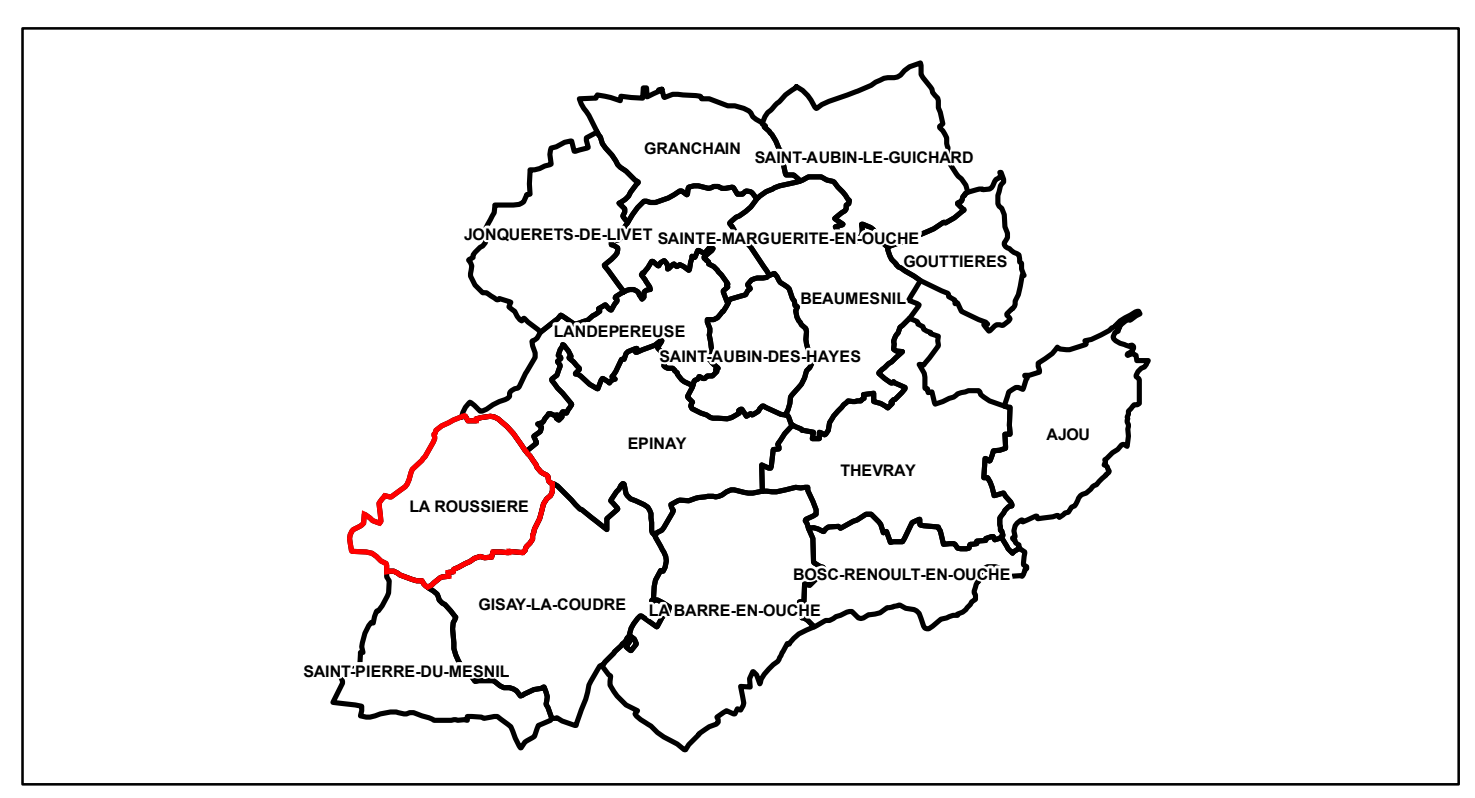 GRANCHAIN
SAINT-AUBIN-LE-GUICHARD
JONQUERETS-DE-LIVET
SAINTE-MARGUERITE-EN-OUCHE
GOUTTIERES
BEAUMESNIL
LANDEPEREUSE
SAINT-AUBIN-DES-HAYES
AJOU
EPINAY
THEVRAY
LA ROUSSIERE
BOSC-RENOULT-EN-OUCHE
GISAY-LA-COUDRE
LA BARRE-EN-OUCHE
SAINT-PIERRE-DU-MESNIL